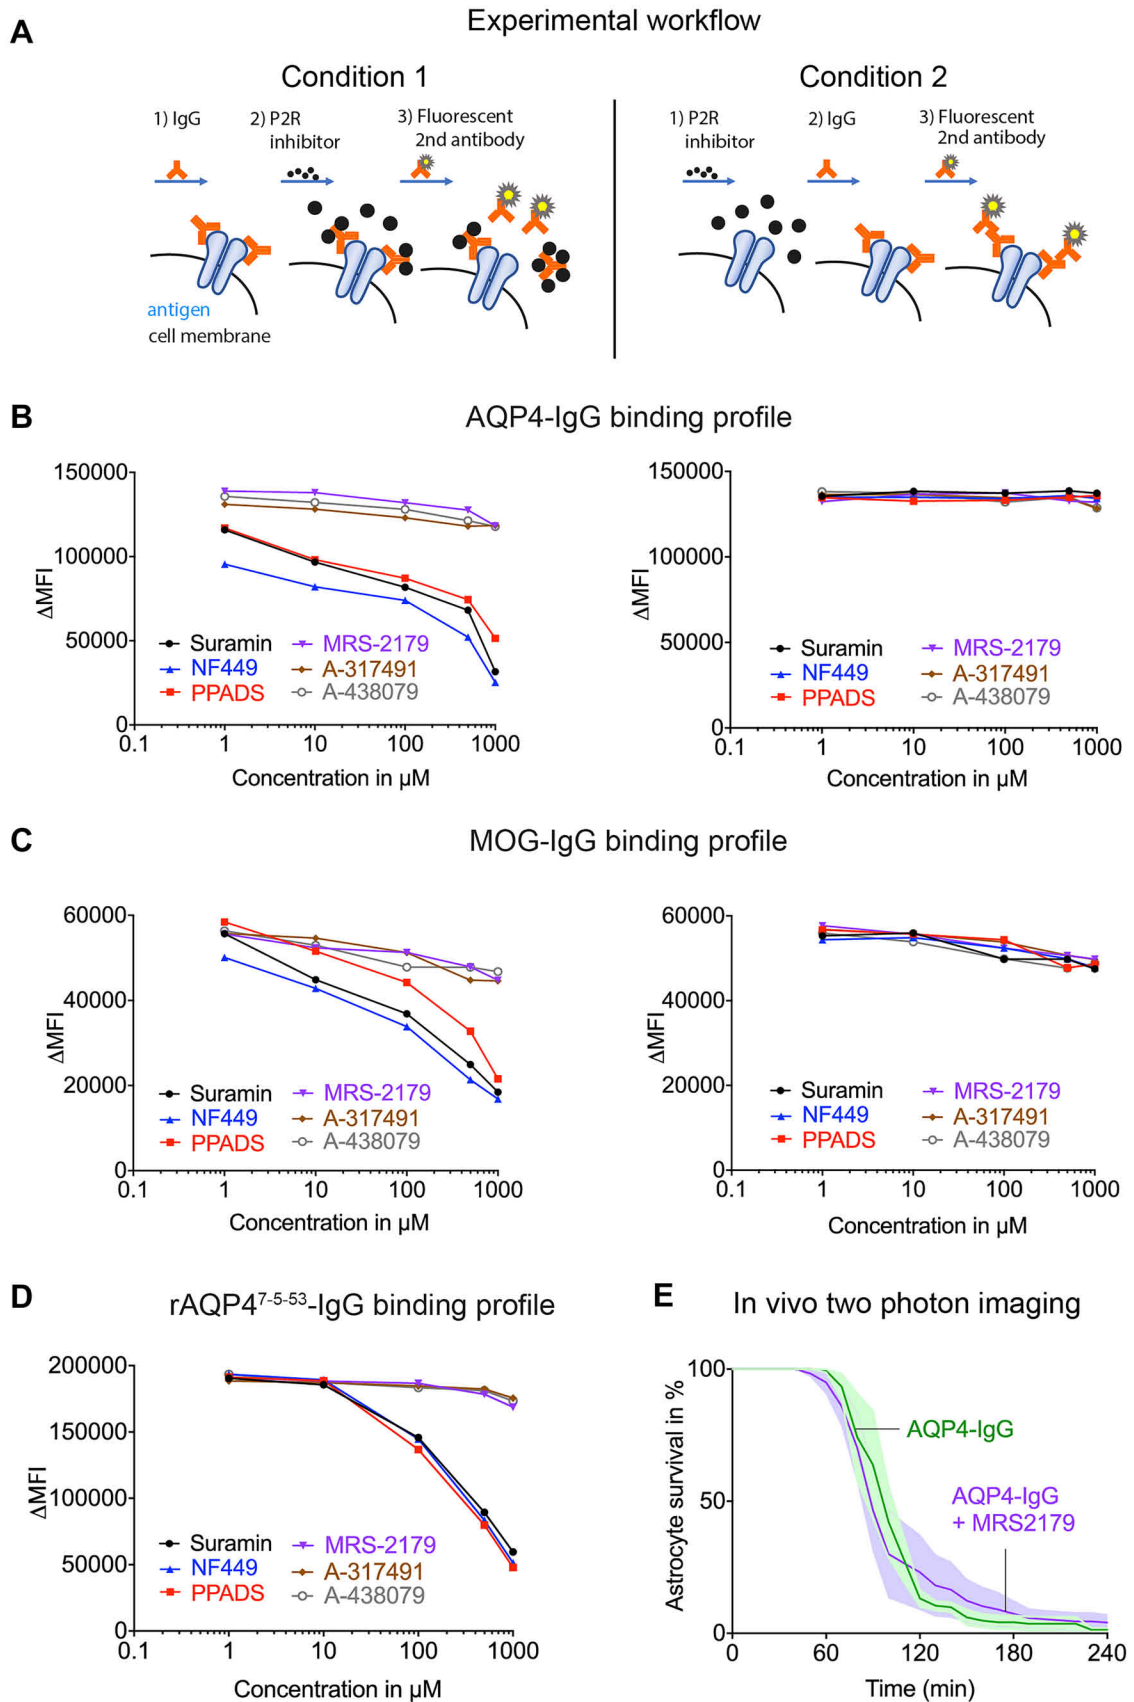 A
Experimental workflow
Condition 1
Condition 2
1) IgG
2) P2R
inhibitor
3) Fluorescent
2nd antibody
antigen
cell membrane
1) P2R
inhibitor
2) IgG
3) Fluorescent
2nd antibody
B
AQP4-IgG binding profile
150000
100000
50000
0
ΔMFI
0.1 1 10 100 1000
Concentration in µM
Suramin
NF449
PPADS
MRS-2179
A-317491
A-438079
150000
100000
50000
0
ΔMFI
0.1 1 10 100 1000
Concentration in µM
Suramin
NF449
PPADS
MRS-2179
A-317491
A-438079
C
MOG-IgG binding profile
60000
40000
20000
0
ΔMFI
0.1 1 10 100 1000
Concentration in µM
Suramin
NF449
PPADS
MRS-2179
A-317491
A-438079
60000
40000
20000
0
ΔMFI
0.1 1 10 100 1000
Concentration in µM
Suramin
NF449
PPADS
MRS-2179
A-317491
A-438079
D
rAQP4⁷⁻⁵⁻⁵³-IgG binding profile
200000
150000
100000
50000
0
ΔMFI
0.1 1 10 100 1000
Concentration in µM
Suramin
NF449
PPADS
MRS-2179
A-317491
A-438079
E
In vivo two photon imaging
100
50
0
Astrocyte survival in %
AQP4-IgG
AQP4-IgG
+ MRS2179
0 60 120 180 240
Time (min)